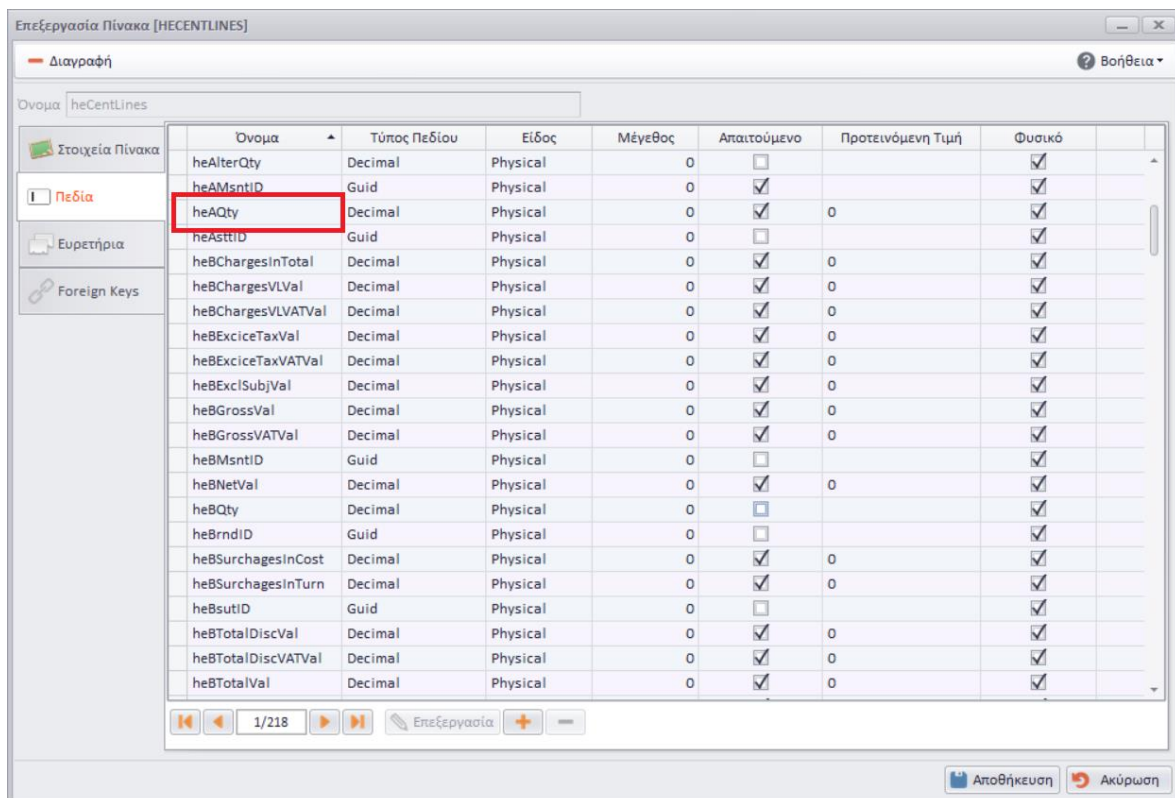 Επεξεργασία Πίνακα [HECENTLINES]
Διαγραφή Βοήθεια
Όνομα heCentLines
Στοιχεία Πίνακα
Πεδία
Ευρετήρια
Foreign Keys
Όνομα Τύπος Πεδίου Είδος Μέγεθος Απαιτούμενο Προτεινόμενη Τιμή Φυσικό
heAlterQty Decimal Physical 0
heAMsntID Guid Physical 0
heAQty Decimal Physical 0 0
heAsttID Guid Physical 0
heBChargesInTotal Decimal Physical 0 0
heBChargesVLVal Decimal Physical 0 0
heBChargesVLVATVal Decimal Physical 0 0
heBExciceTaxVal Decimal Physical 0 0
heBExciceTaxVATVal Decimal Physical 0 0
heBExclSubjVal Decimal Physical 0 0
heBGrossVal Decimal Physical 0 0
heBGrossVATVal Decimal Physical 0 0
heBMsntID Guid Physical 0
heBNetVal Decimal Physical 0 0
heBQty Decimal Physical 0
heBrndID Guid Physical 0
heBSurchagesInCost Decimal Physical 0 0
heBSurchagesInTurn Decimal Physical 0 0
heBsutID Guid Physical 0
heBTotalDiscVal Decimal Physical 0 0
heBTotalDiscVATVal Decimal Physical 0 0
heBTotalVal Decimal Physical 0 0
1/218 Επεξεργασία
Αποθήκευση Ακύρωση